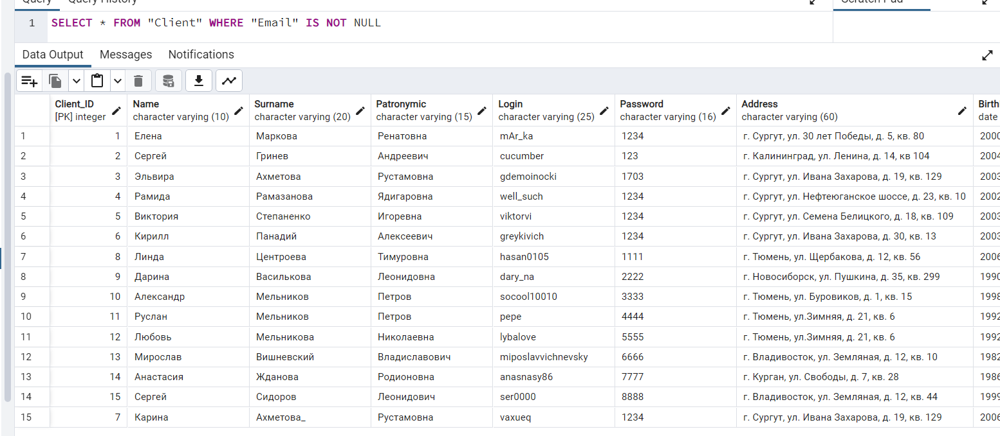 Query Query History Scratch Pad
1 SELECT * FROM "Client" WHERE "Email" IS NOT NULL
Data Output Messages Notifications
Client_ID Name Surname Patronymic Login Password Address Birth
[PK] integer character varying (10) character varying (20) character varying (15) character varying (25) character varying (16) character varying (60) date
1 1 Елена Маркова Ренатовна mAr_ka 1234 г. Сургут, ул. 30 лет Победы, д. 5, кв. 80 2000
2 2 Сергей Гринев Андреевич cucumber 123 г. Калининград, ул. Ленина, д. 14, кв 104 2004
3 3 Эльвира Ахметова Рустамовна gdemoinocki 1703 г. Сургут, ул. Ивана Захарова, д. 19, кв. 129 2003
4 4 Рамида Рамазанова Ядигаровна well_such 1234 г. Сургут, ул. Нефтеюганское шоссе, д. 23, кв. 10 2002
5 5 Виктория Степаненко Игоревна viktorvi 1234 г. Сургут, ул. Семена Белицкого, д. 18, кв. 109 2003
6 6 Кирилл Панадий Алексеевич greykivich 1234 г. Сургут, ул. Ивана Захарова, д. 30, кв. 13 2003
7 8 Линда Центроева Тимуровна hasan0105 1111 г. Тюмень, ул. Щербакова, д. 12, кв. 56 2006
8 9 Дарина Василькова Леонидовна dary_na 2222 г. Новосиборск, ул. Пушкина, д. 35, кв. 299 1990
9 10 Александр Мельников Петров socool10010 3333 г. Тюмень, ул. Буровиков, д. 1, кв. 15 1998
10 11 Руслан Мельников Петров pepe 4444 г. Тюмень, ул.Зимняя, д. 21, кв. 6 1992
11 12 Любовь Мельникова Николаевна lybalove 5555 г. Тюмень, ул.Зимняя, д. 21, кв. 6 1992
12 13 Мирослав Вишневский Владиславович miposlavvichnevsky 6666 г. Владивосток, ул. Земляная, д. 12, кв. 10 1982
13 14 Анастасия Жданова Родионовна anasnasy86 7777 г. Курган, ул. Свободы, д. 7, кв. 28 1986
14 15 Сергей Сидоров Леонидович ser0000 8888 г. Владивосток, ул. Земляная, д. 12, кв. 44 1999
15 7 Карина Ахметова_ Рустамовна vaxueq 1234 г. Сургут, ул. Ивана Захарова, д. 19, кв. 129 2006